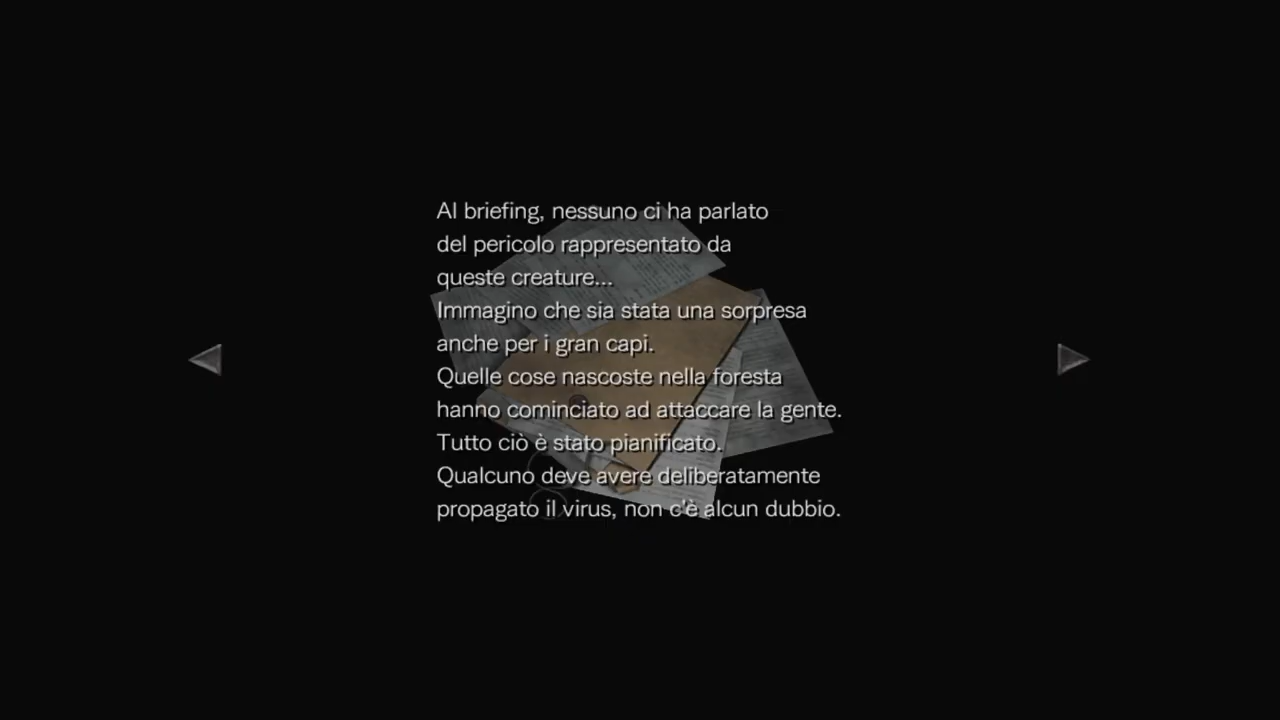 Al briefing, nessuno ci ha parlato
del pericolo rappresentato da
queste creature...
Immagino che sia stata una sorpresa
anche per i gran capi.
Quelle cose nascoste nella foresta
hanno cominciato ad attaccare la gente.
Tutto ciò è stato pianificato.
Qualcuno deve avere deliberatamente
propagato il virus, non c'è alcun dubbio.